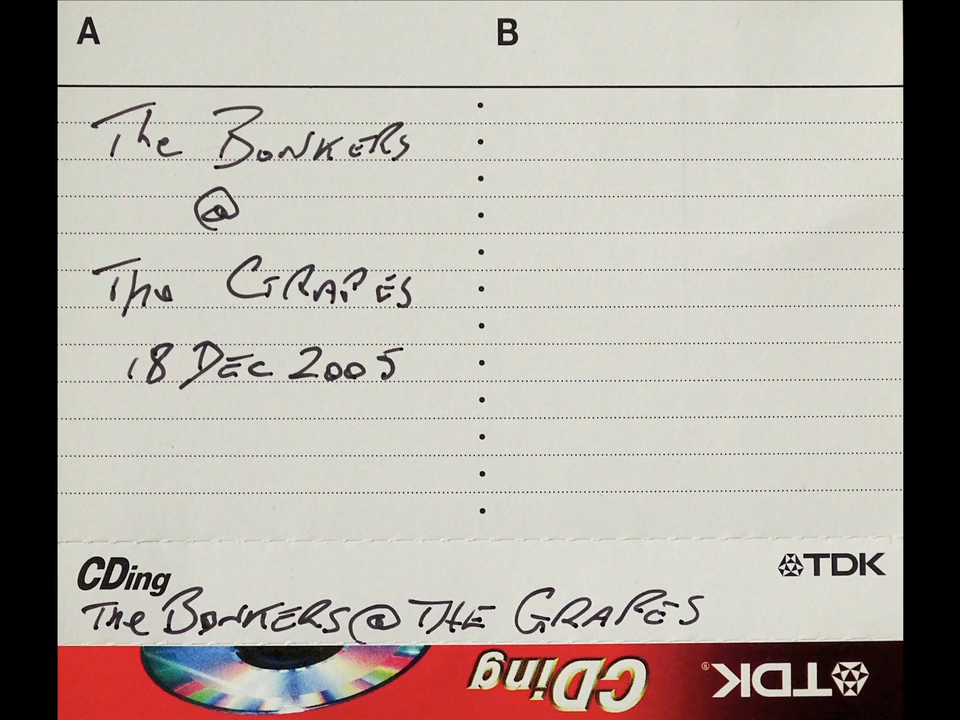 A B
The BONKERS
@
The GRAPES
18 DEC 2005
CDing TDK
The BONKERS @ THE GRAPES
CDing TDK